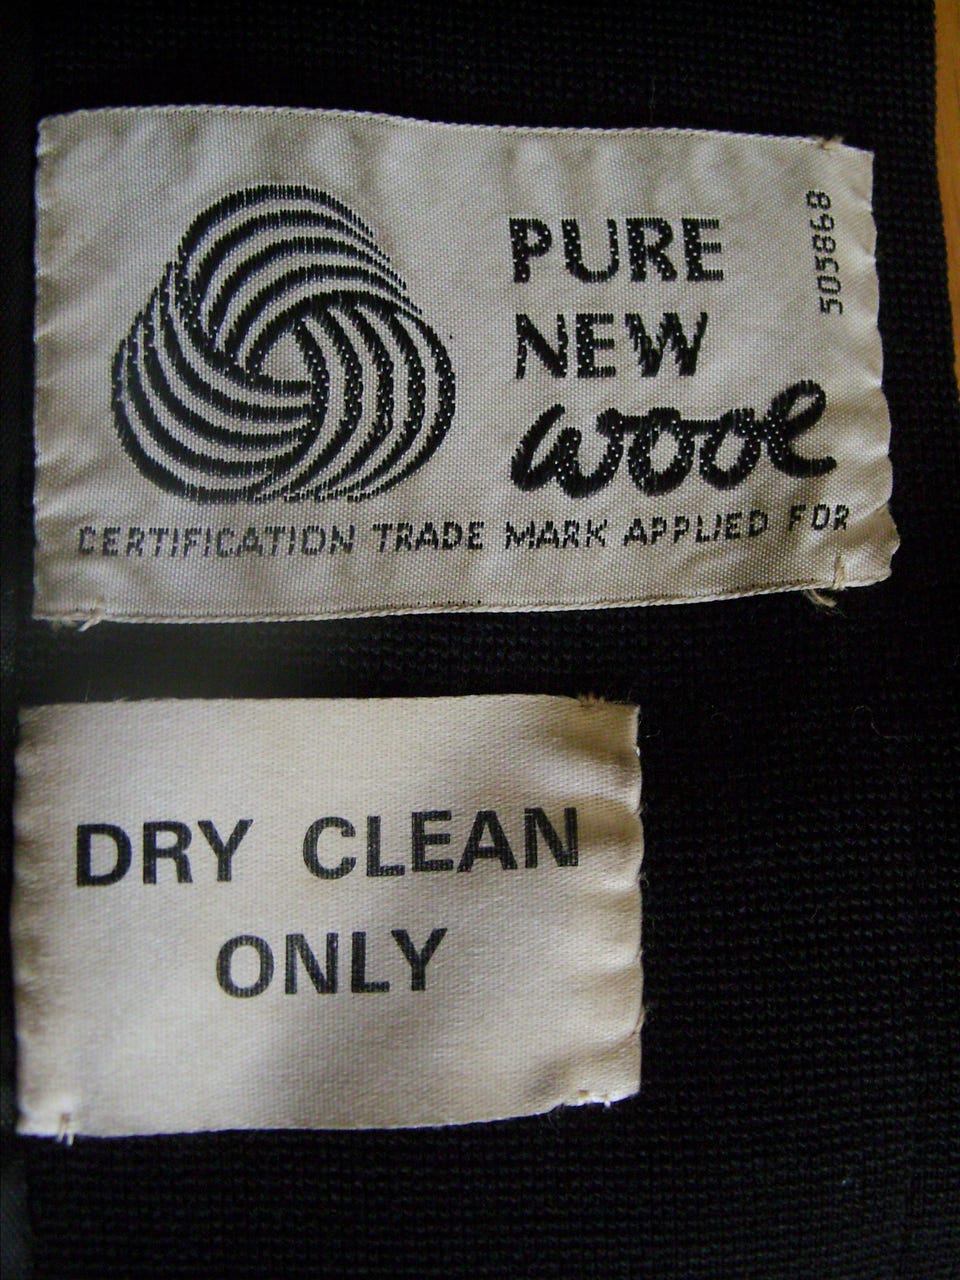 PURE
NEW
wool
505868
CERTIFICATION TRADE MARK APPLIED FOR
DRY CLEAN
ONLY